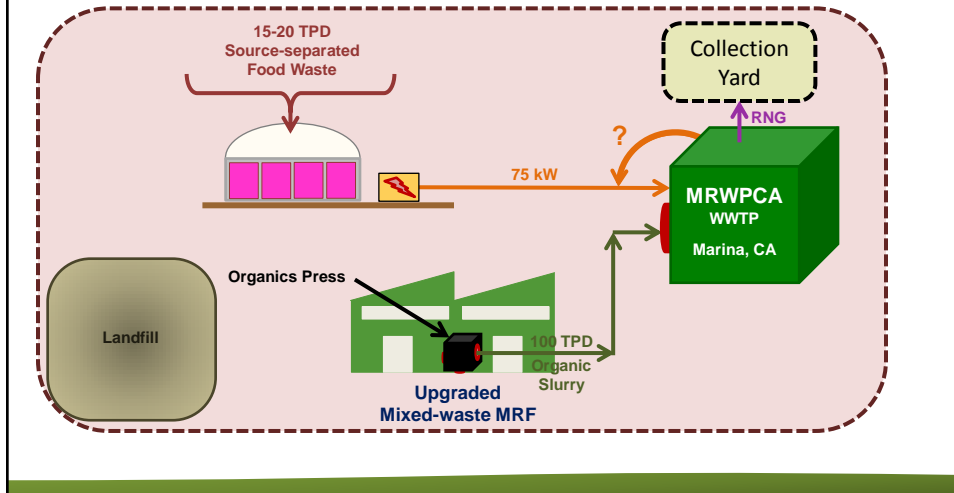 15-20 TPD
Source-separated
Food Waste
Collection
Yard
RNG
?
75 kW
MRWPCA
WWTP
Marina, CA
Organics Press
Landfill
100 TPD
Organic
Slurry
Upgraded
Mixed-waste MRF